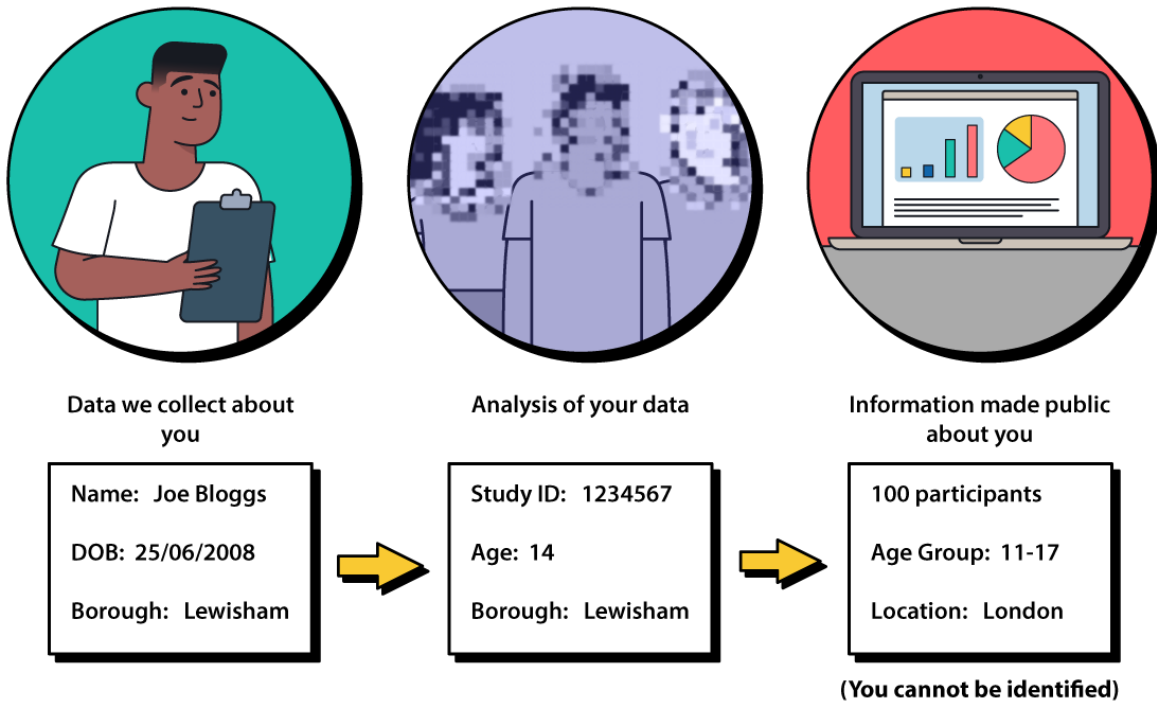 Data we collect about
you
Name: Joe Bloggs
DOB: 25/06/2008
Borough: Lewisham
Analysis of your data
Study ID: 1234567
Age: 14
Borough: Lewisham
Information made public
about you
100 participants
Age Group: 11-17
Location: London
(You cannot be identified)